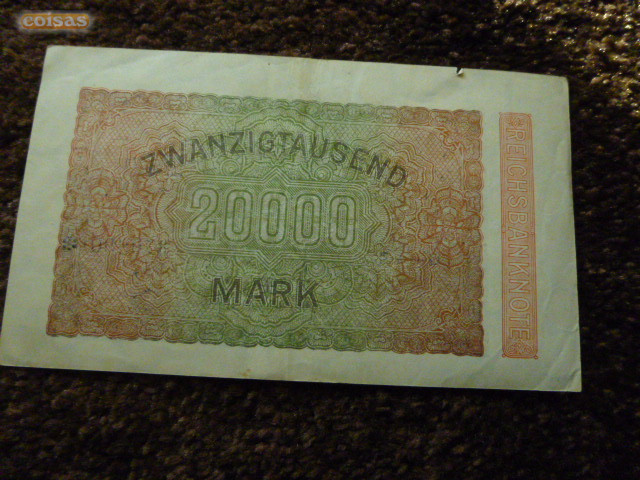 coisas
ZWANZIGTAUSEND
20000
MARK
REICHSBANKNOTE